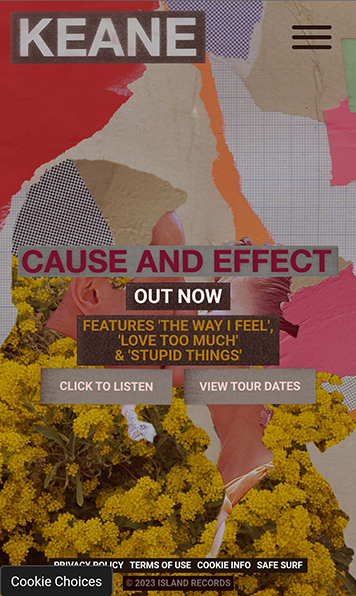 KEANE
CAUSE AND EFFECT
OUT NOW
FEATURES 'THE WAY I FEEL',
'LOVE TOO MUCH'
& 'STUPID THINGS'
CLICK TO LISTEN
VIEW TOUR DATES
PRIVACY POLICY TERMS OF USE COOKIE INFO SAFE SURF
© 2023 ISLAND RECORDS
Cookie Choices